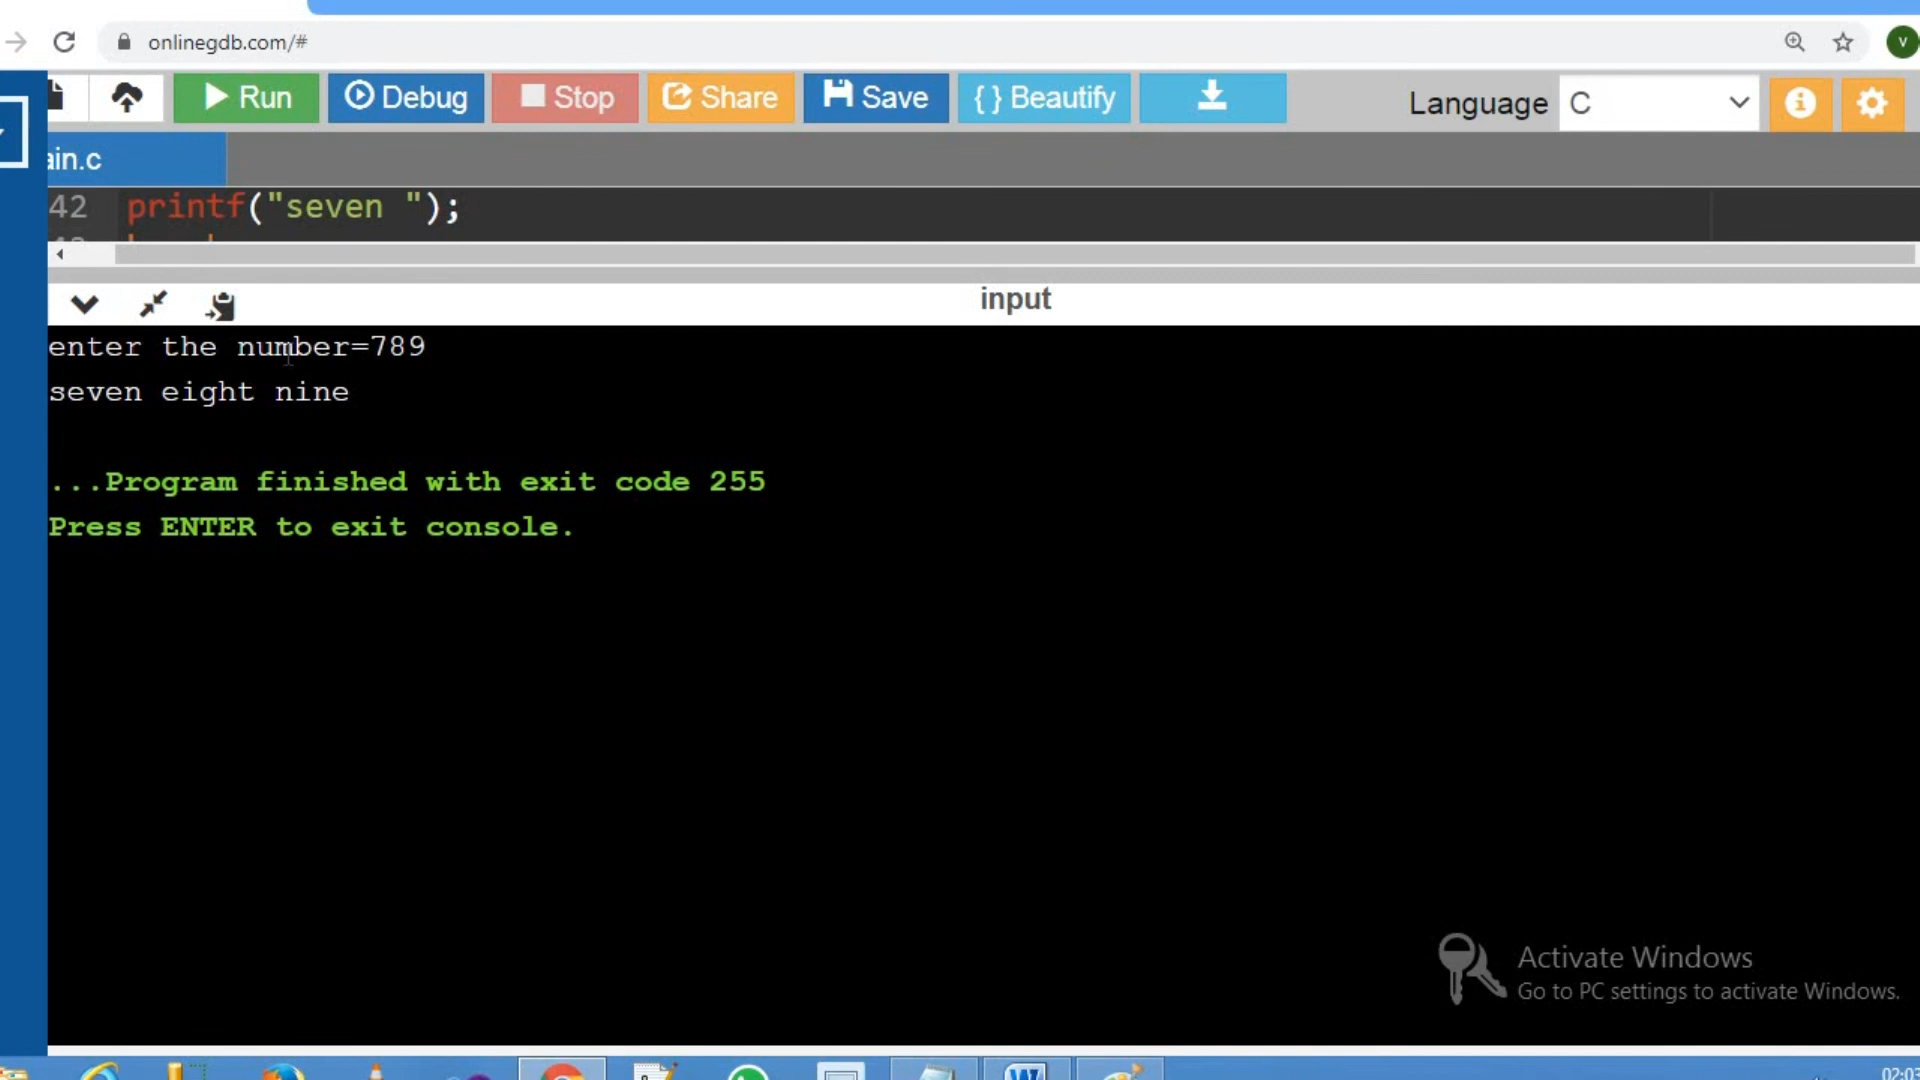 onlinegdb.com/#
V
Run Debug Stop Share Save { } Beautify Language C
ain.c
42 printf("seven ");
input
enter the number=789
seven eight nine
...Program finished with exit code 255
Press ENTER to exit console.
Activate Windows
Go to PC settings to activate Windows.
02:03